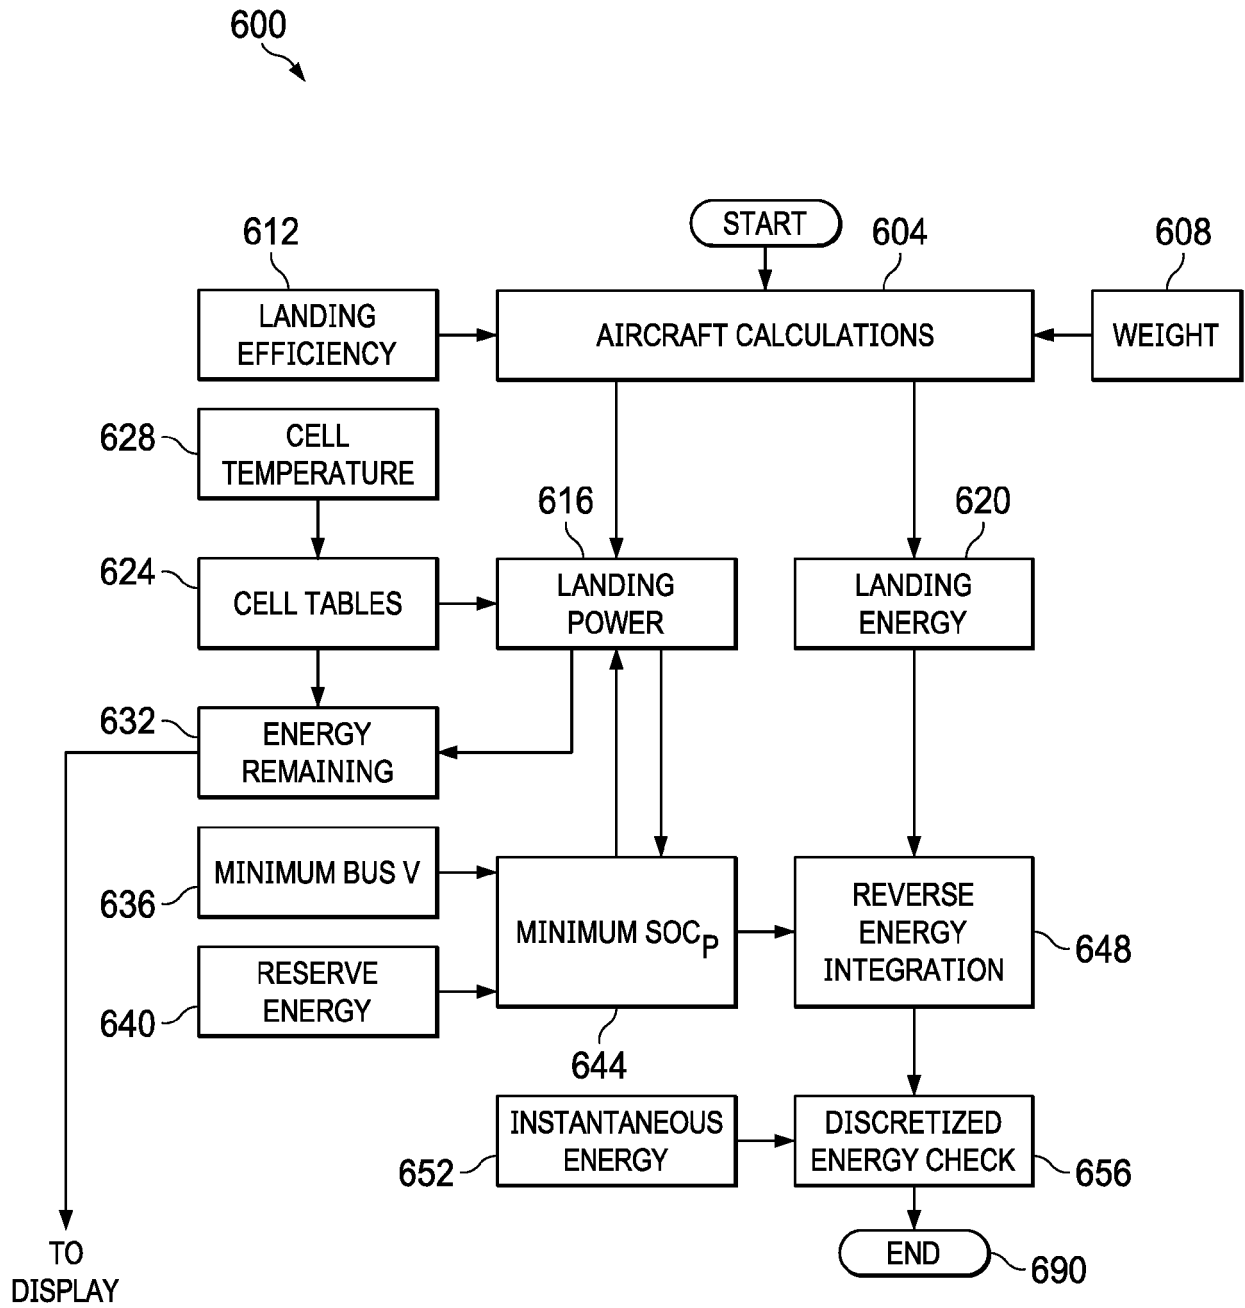 600
START
612
604
608
LANDING
EFFICIENCY
AIRCRAFT CALCULATIONS
WEIGHT
628
CELL
TEMPERATURE
616
620
624
CELL TABLES
LANDING
POWER
LANDING
ENERGY
632
ENERGY
REMAINING
636
MINIMUM BUS V
640
RESERVE
ENERGY
MINIMUM SOCP
644
REVERSE
ENERGY
INTEGRATION
648
652
INSTANTANEOUS
ENERGY
DISCRETIZED
ENERGY CHECK
656
TO
DISPLAY
END
690